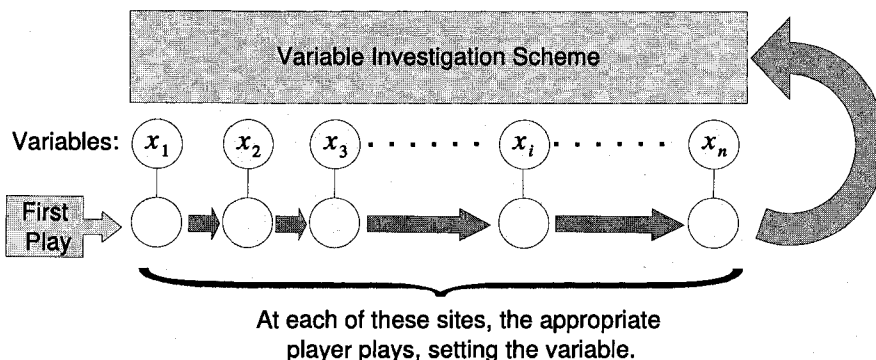 Variable Investigation Scheme
Variables: x₁ x₂ x₃ . . . . . . xᵢ . . . . . . xₙ
First
Play
At each of these sites, the appropriate
player plays, setting the variable.